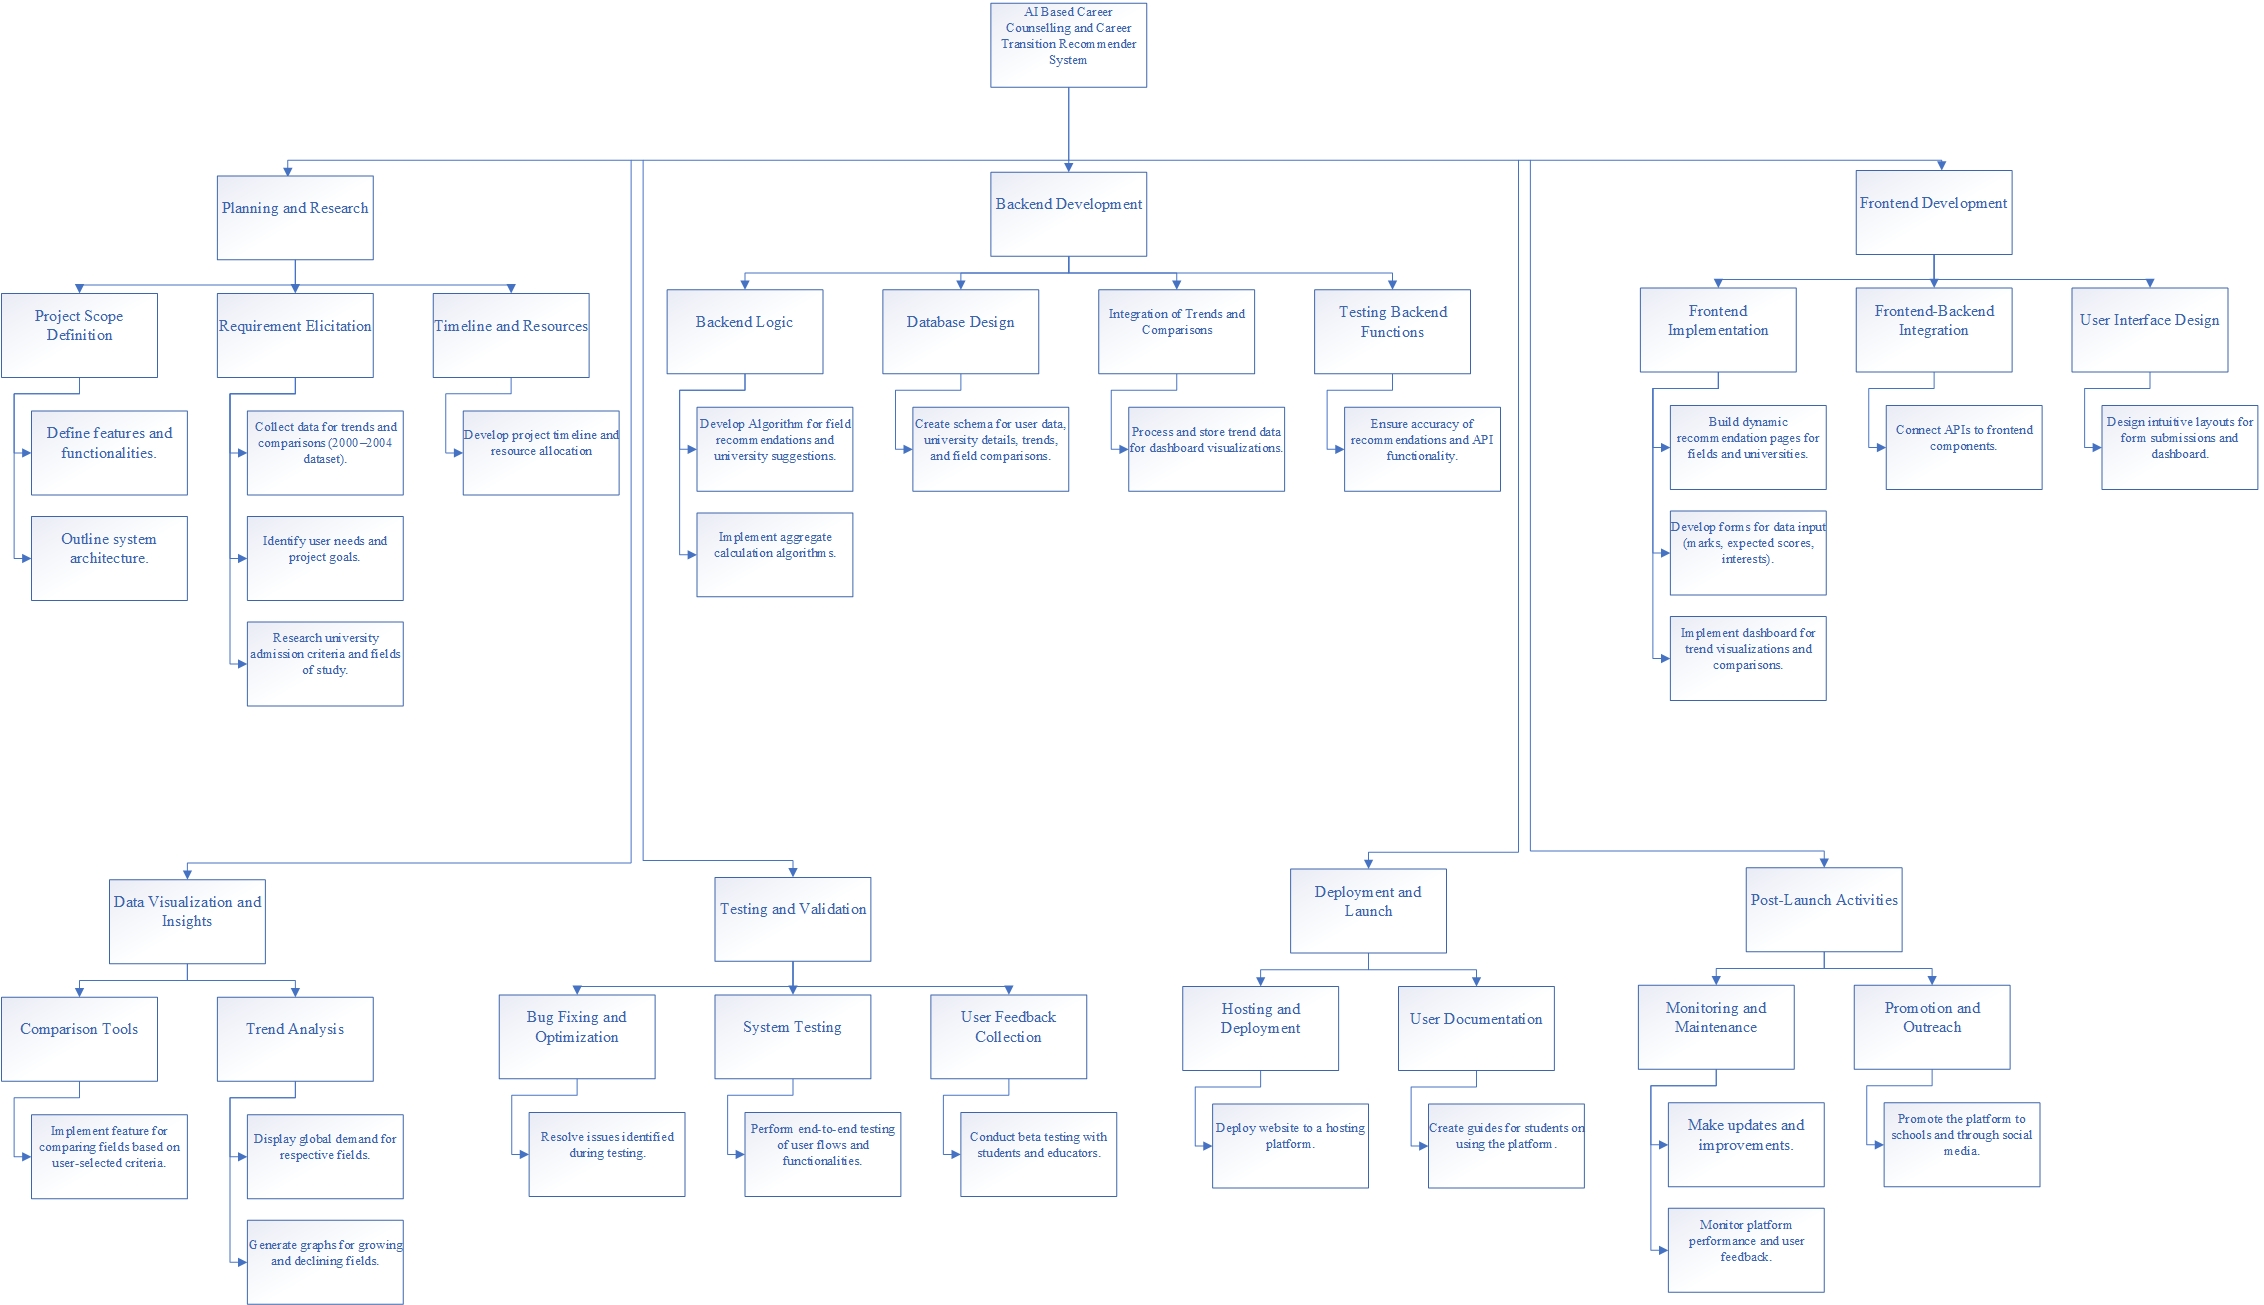 AI Based Career
Counselling and Career
Transition Recommender
System
Planning and Research
Backend Development
Frontend Development
Project Scope
Definition
Requirement Elicitation
Timeline and Resources
Backend Logic
Database Design
Integration of Trends and
Comparisons
Testing Backend
Functions
Frontend
Implementation
Frontend-Backend
Integration
User Interface Design
Define features and
functionalities.
Outline system
architecture.
Collect data for trends and
comparisons (2000–2004
dataset).
Identify user needs and
project goals.
Research university
admission criteria and fields
of study.
Develop project timeline and
resource allocation
Develop Algorithm for field
recommendations and
university suggestions.
Implement aggregate
calculation algorithms.
Create schema for user data,
university details, trends,
and field comparisons.
Process and store trend data
for dashboard visualizations.
Ensure accuracy of
recommendations and API
functionality.
Build dynamic
recommendation pages for
fields and universities.
Develop forms for data input
(marks, expected scores,
interests).
Implement dashboard for
trend visualizations and
comparisons.
Connect APIs to frontend
components.
Design intuitive layouts for
form submissions and
dashboard.
Data Visualization and
Insights
Testing and Validation
Deployment and
Launch
Post-Launch Activities
Comparison Tools
Trend Analysis
Bug Fixing and
Optimization
System Testing
User Feedback
Collection
Hosting and
Deployment
User Documentation
Monitoring and
Maintenance
Promotion and
Outreach
Implement feature for
comparing fields based on
user-selected criteria.
Display global demand for
respective fields.
Generate graphs for growing
and declining fields.
Resolve issues identified
during testing.
Perform end-to-end testing
of user flows and
functionalities.
Conduct beta testing with
students and educators.
Deploy website to a hosting
platform.
Create guides for students on
using the platform.
Make updates and
improvements.
Monitor platform
performance and user
feedback.
Promote the platform to
schools and through social
media.